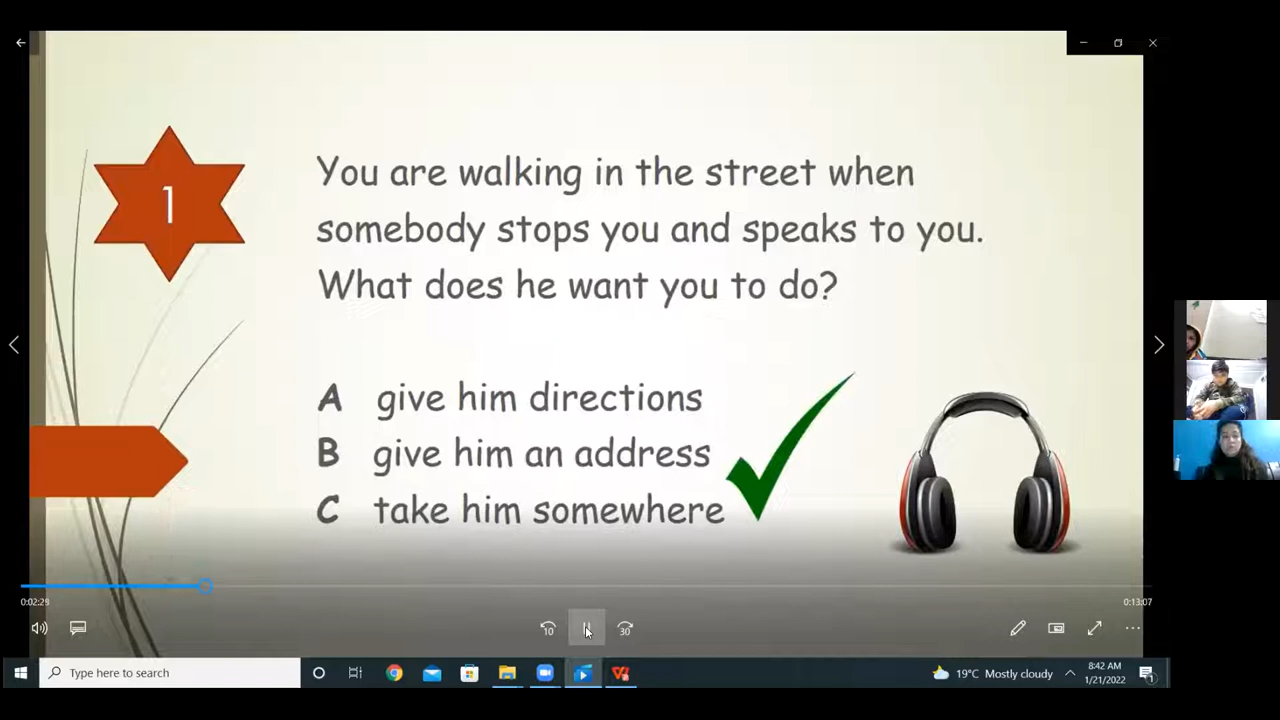 1
You are walking in the street when
somebody stops you and speaks to you.
What does he want you to do?
A give him directions
B give him an address
C take him somewhere
0:02:29
0:13:07
10
30
Type here to search
19°C Mostly cloudy
8:42 AM
1/21/2022
1